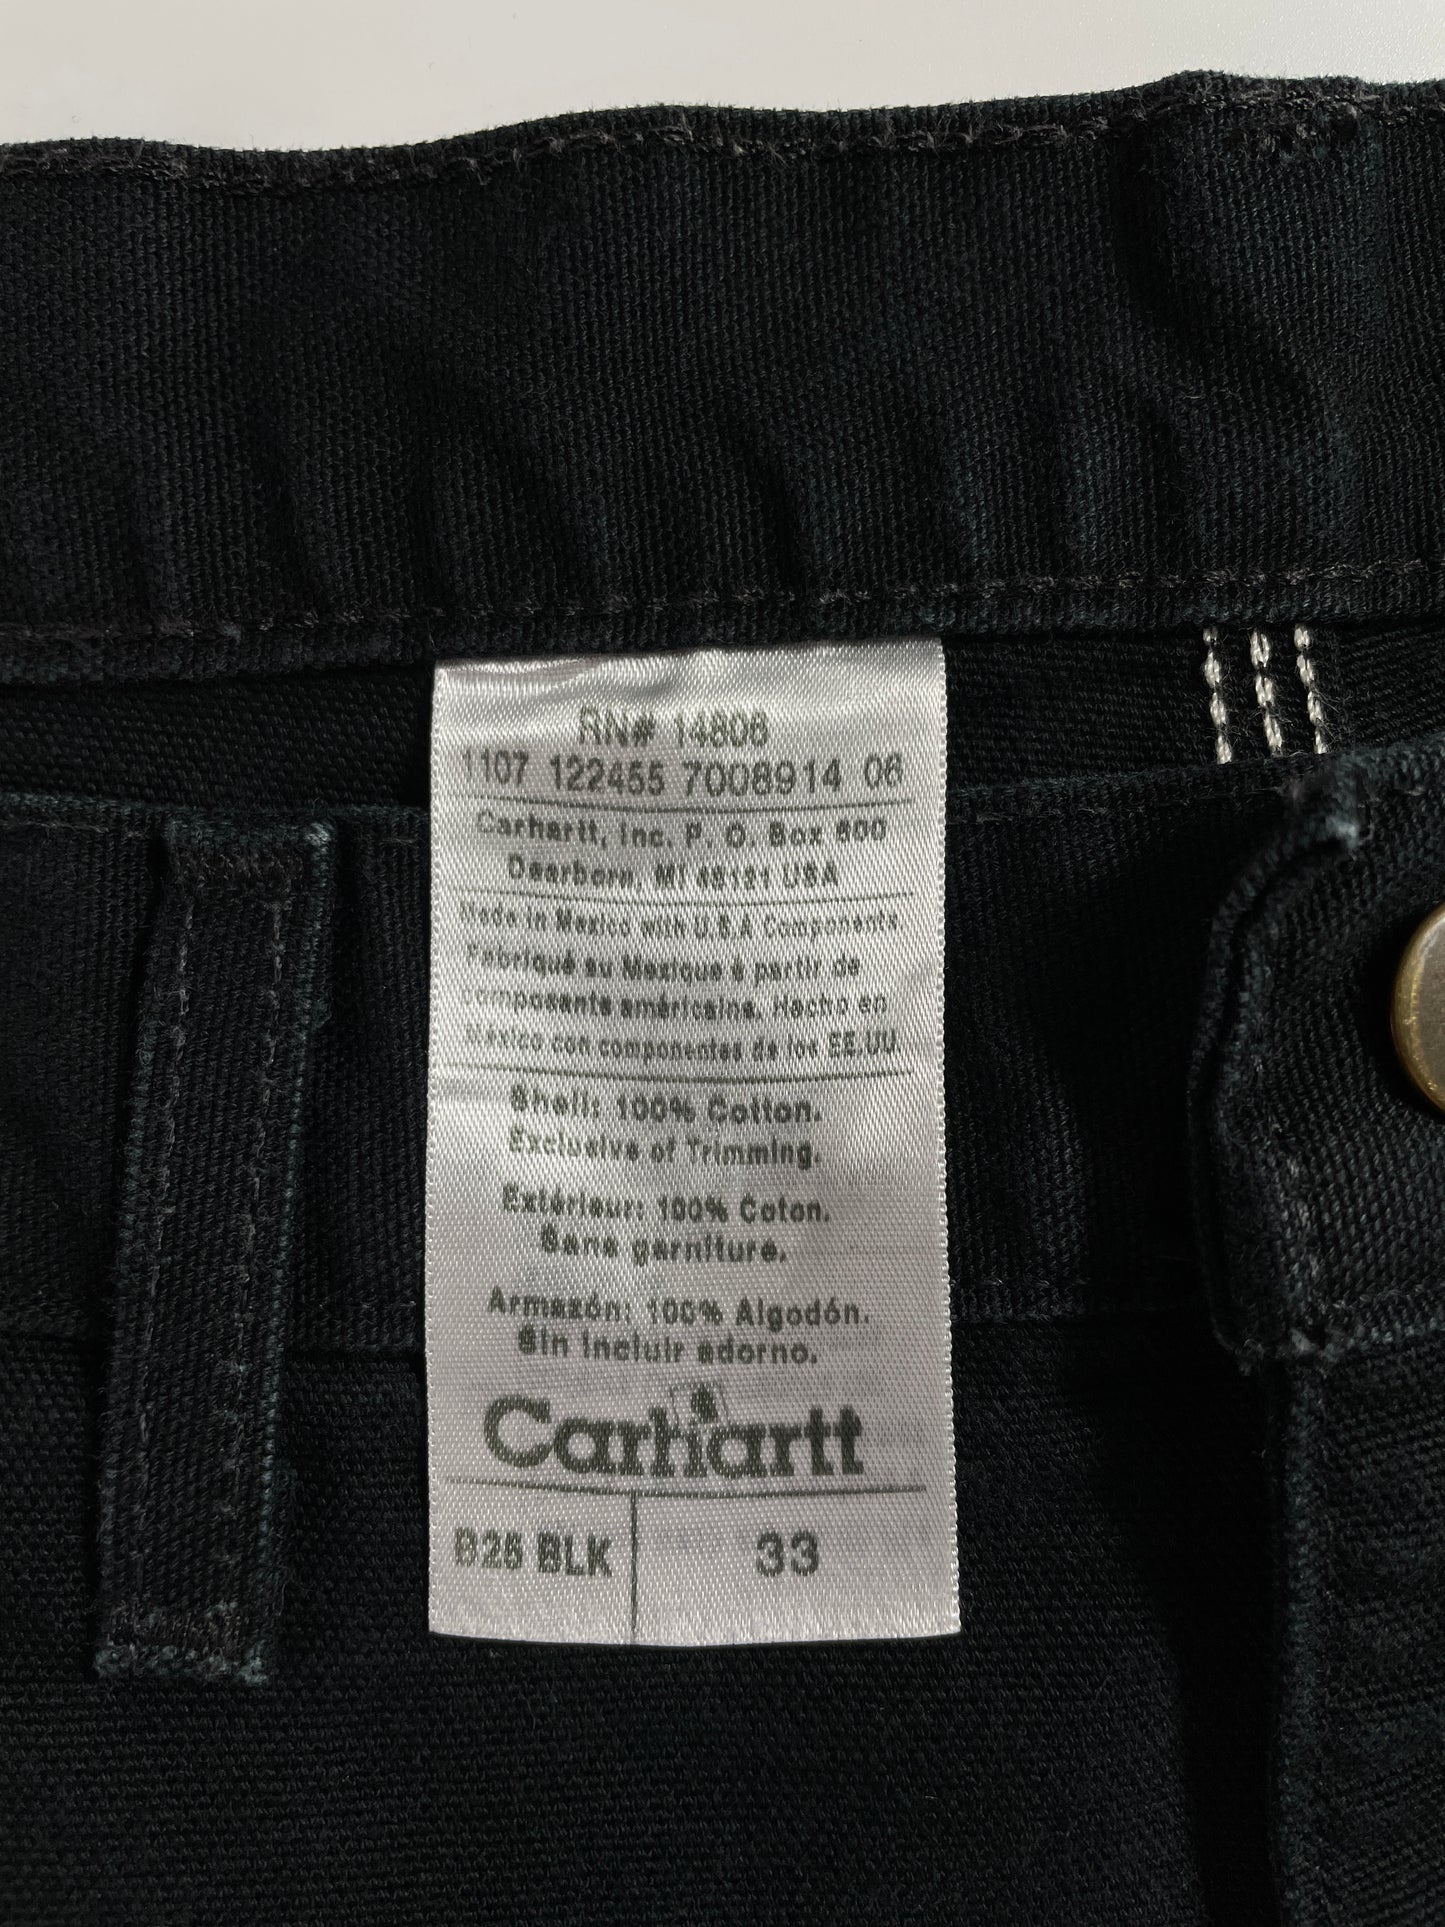 RN# 14806
1107 122455 7008914 06
Carhartt, Inc. P. O. Box 600
Dearborn, MI 48121 USA
Made in Mexico with U.S.A Components
Fabriqué au Mexique à partir de
composants américains. Hecho en
México con componentes de los EE.UU
Shell: 100% Cotton.
Exclusive of Trimming.
Extérieur: 100% Coton.
Sans garniture.
Armazón: 100% Algodón.
Sin incluir adorno.
Carhartt
B25 BLK 33